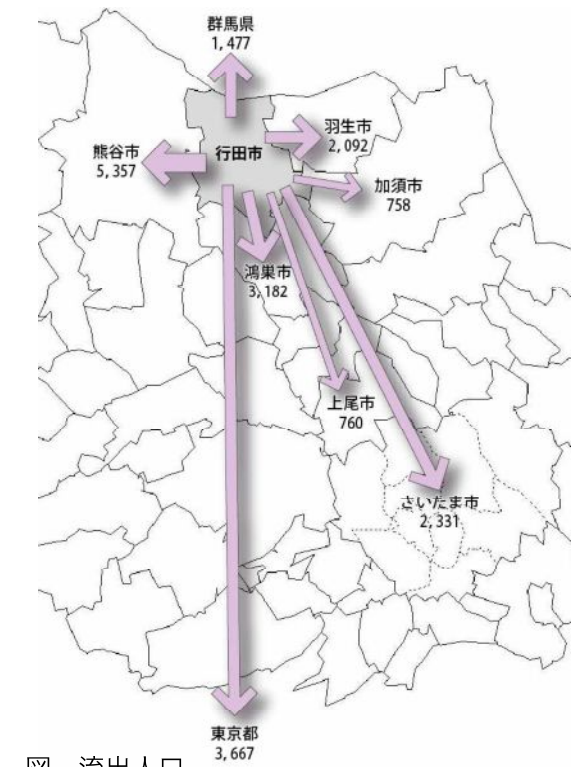 群馬県
1,477
羽生市
2,092
行田市
熊谷市
5,357
加須市
758
鴻巣市
3,182
上尾市
760
さいたま市
2,331
東京都
3,667
図 流出人口